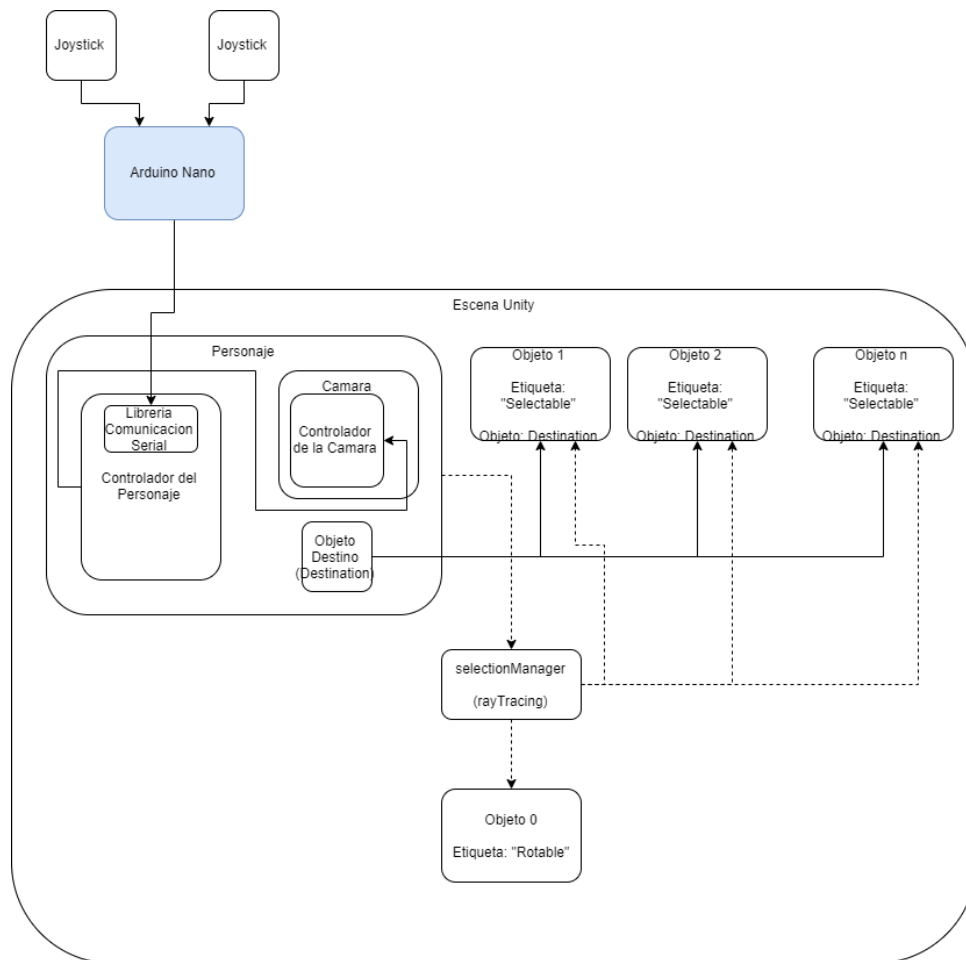 Joystick
Joystick
Arduino Nano
Escena Unity
Personaje
Camara
Controlador
de la Camara
Libreria
Comunicacion
Serial
Controlador del
Personaje
Objeto
Destino
(Destination)
Objeto 1
Etiqueta:
"Selectable"
Objeto: Destination
Objeto 2
Etiqueta:
"Selectable"
Objeto: Destination
Objeto n
Etiqueta:
"Selectable"
Objeto: Destination
selectionManager
(rayTracing)
Objeto 0
Etiqueta: "Rotable"